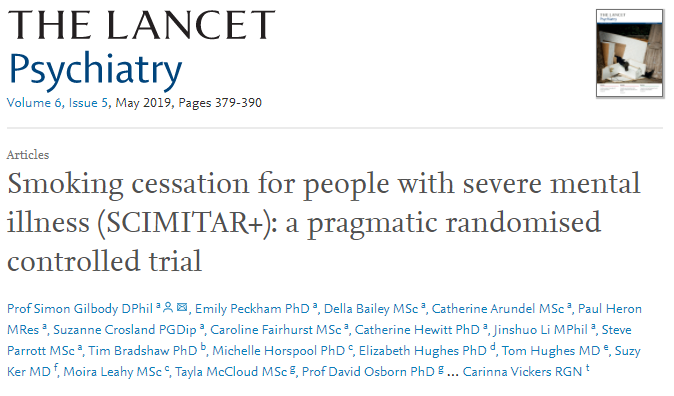 THE LANCET
Psychiatry
Volume 6, Issue 5, May 2019, Pages 379-390
THE LANCET
Psychiatry
Articles
Smoking cessation for people with severe mental
illness (SCIMITAR+): a pragmatic randomised
controlled trial
Prof Simon Gilbody DPhil a, Emily Peckham PhD a, Della Bailey MSc a, Catherine Arundel MSc a, Paul Heron
MRes a, Suzanne Crosland PGDip a, Caroline Fairhurst MSc a, Catherine Hewitt PhD a, Jinshuo Li MPhil a, Steve
Parrott MSc a, Tim Bradshaw PhD b, Michelle Horspool PhD c, Elizabeth Hughes PhD d, Tom Hughes MD e, Suzy
Ker MD f, Moira Leahy MSc c, Tayla McCloud MSc g, Prof David Osborn PhD g ... Carinna Vickers RGN t